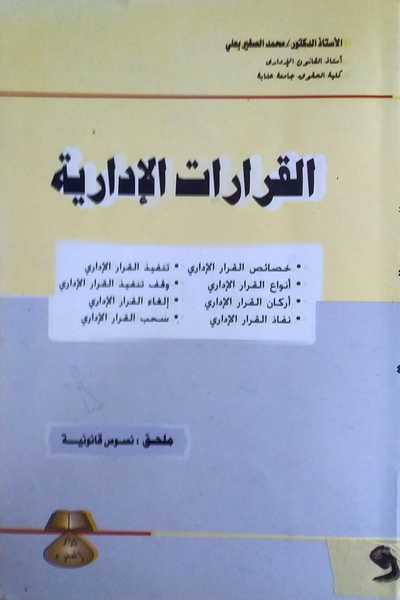 الأستاذ الدكتور/محمد الصغير بعلي
أستاذ القانون الإداري
كلية الحقوق جامعة عنابة
القرارات الإدارية
• خصائص القرار الإداري • تنفيذ القرار الإداري
• أنواع القرار الإداري • وقف تنفيذ القرار الإداري
• أركان القرار الإداري • إلغاء القرار الإداري
• نفاذ القرار الإداري • سحب القرار الإداري
ملحق : نصوص قانونية